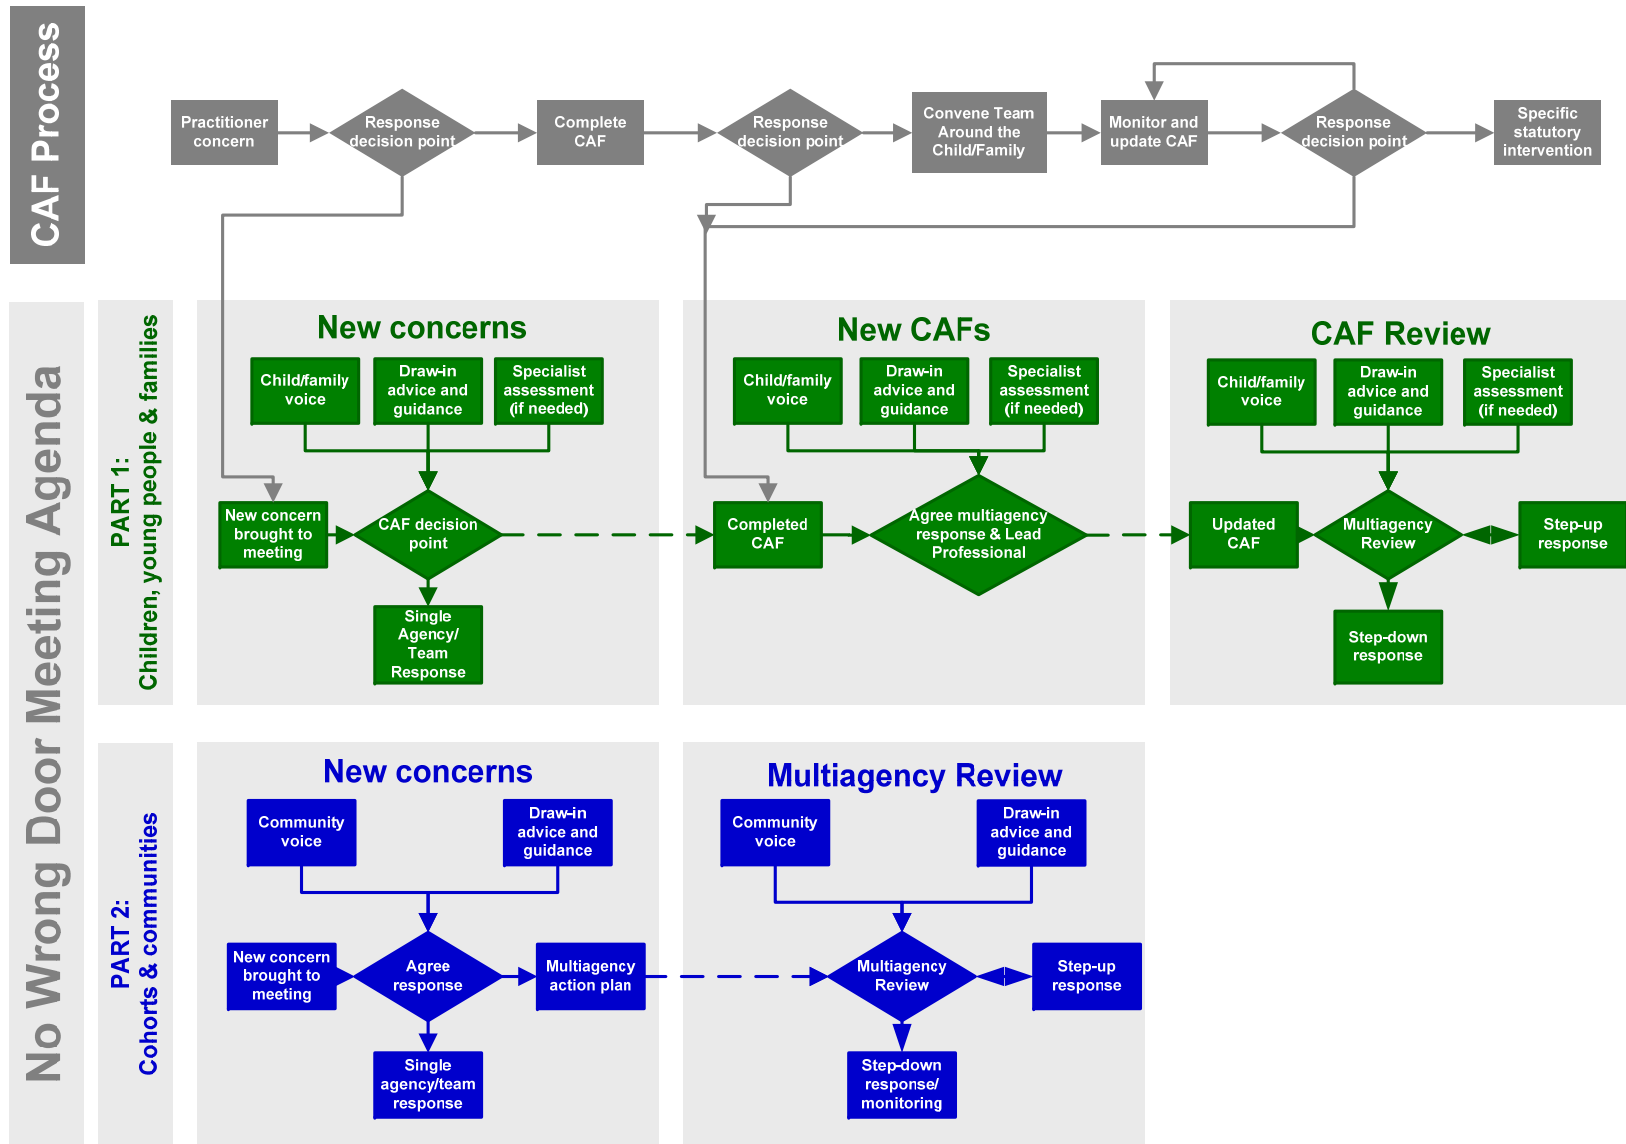 CAF Process
Practitioner
concern
Response
decision point
Complete
CAF
Response
decision point
Convene Team
Around the
Child/Family
Monitor and
update CAF
Response
decision point
Specific
statutory
intervention
No Wrong Door Meeting Agenda
PART 1:
Children, young people & families
New concerns
Child/family
voice
Draw-in
advice and
guidance
Specialist
assessment
(if needed)
New concern
brought to
meeting
CAF decision
point
Single
Agency/
Team
Response
New CAFs
Child/family
voice
Draw-in
advice and
guidance
Specialist
assessment
(if needed)
Completed
CAF
Agree multiagency
response & Lead
Professional
CAF Review
Child/family
voice
Draw-in
advice and
guidance
Specialist
assessment
(if needed)
Updated
CAF
Multiagency
Review
Step-up
response
Step-down
response
PART 2:
Cohorts & communities
New concerns
Community
voice
Draw-in
advice and
guidance
New concern
brought to
meeting
Agree
response
Multiagency
action plan
Single
agency/team
response
Multiagency Review
Community
voice
Draw-in
advice and
guidance
Multiagency
Review
Step-up
response
Step-down
response/
monitoring